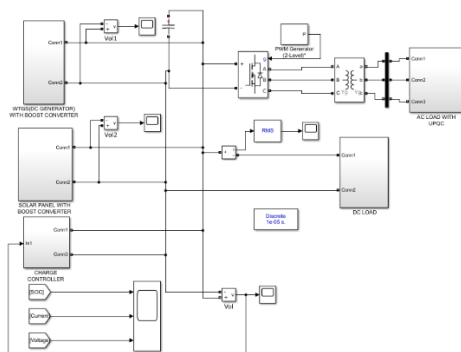 Conn1
Vol1
Conn2
WTGS(DC GENERATOR)
WITH BOOST CONVERTER
P
PWM Generator
(2-Level)"
g
A
B
C
A
B
C
a
b
c
Conn1
Conn2
Conn3
AC LOAD WITH
UPQC
Vol2
Conn1
Conn2
SOLAR PANEL WITH
BOOST CONVERTER
RMS
Conn1
Conn2
DC LOAD
Discrete
1e-05 s.
In1
Conn1
Conn3
CHARGE
CONTROLLER
[SOC]
[Current]
[Voltage]
Vol